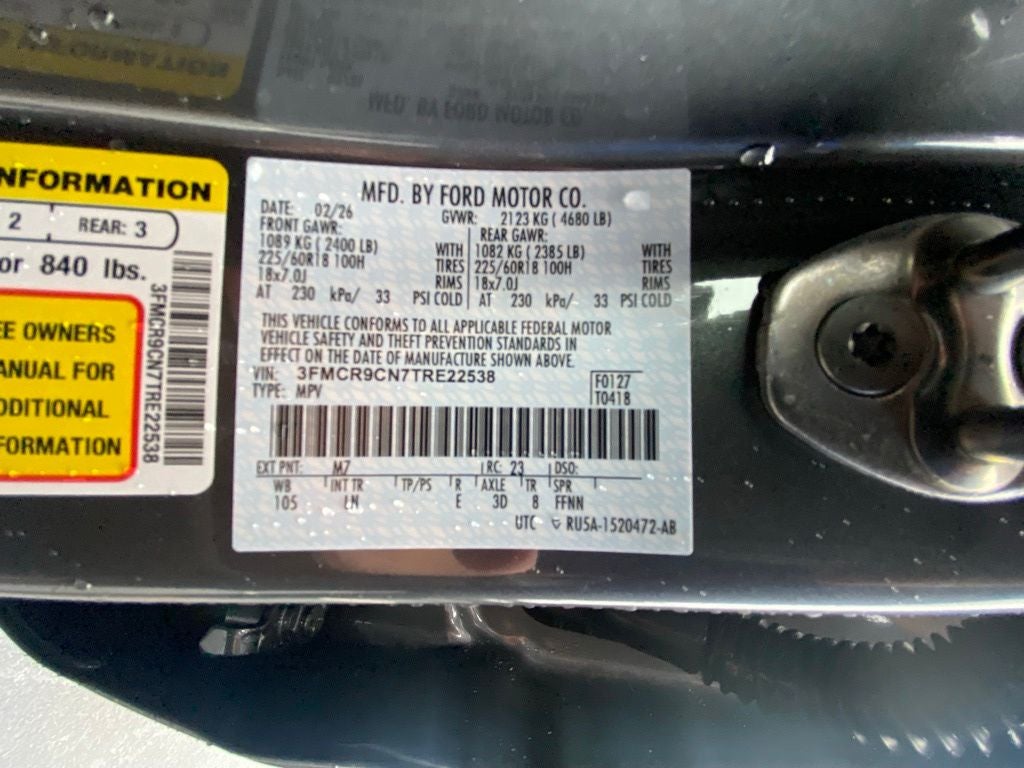 NFORMATION
2
REAR: 3
or 840 lbs.
EE OWNERS
ANUAL FOR
DDITIONAL
FORMATION
3FMCR9CN7TRE22538
MFD. BY FORD MOTOR CO.
DATE: 02/26 GVWR: 2123 KG ( 4680 LB)
FRONT GAWR: REAR GAWR:
1089 KG ( 2400 LB) WITH 1082 KG ( 2385 LB) WITH
225/60R18 100H TIRES 225/60R18 100H TIRES
18x7.0J RIMS 18x7.0J RIMS
AT 230 kPa/ 33 PSI COLD AT 230 kPa/ 33 PSI COLD
THIS VEHICLE CONFORMS TO ALL APPLICABLE FEDERAL MOTOR
VEHICLE SAFETY AND THEFT PREVENTION STANDARDS IN
EFFECT ON THE DATE OF MANUFACTURE SHOWN ABOVE.
VIN: 3FMCR9CN7TRE22538 F0127
TYPE: MPV T0418
EXT PNT: M7 RC: 23 DSO:
WB INT TR TP/PS R AXLE TR SPR
105 LN E 3D 8 FFNN
UTC RU5A-1520472-AB